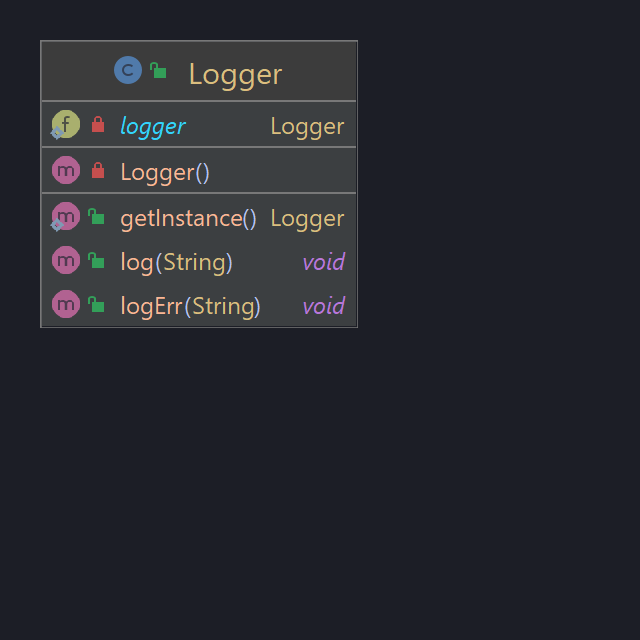 C Logger
f logger Logger
m Logger()
m getInstance() Logger
m log(String) void
m logErr(String) void